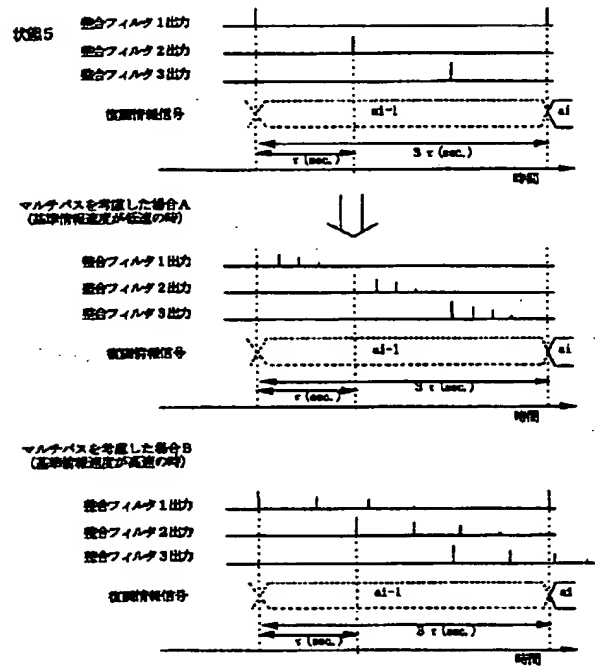 状態5
整合フィルタ1出力
整合フィルタ2出力
整合フィルタ3出力
復調情報信号
ai-1
ai
τ (sec.)
3 τ (sec.)
時間
マルチパスを考慮した場合A
(基準情報速度が低速の時)
整合フィルタ1出力
整合フィルタ2出力
整合フィルタ3出力
復調情報信号
ai-1
ai
3 τ (sec.)
τ (sec.)
時間
マルチパスを考慮した場合B
(基準情報速度が高速の時)
整合フィルタ1出力
整合フィルタ2出力
整合フィルタ3出力
復調情報信号
ai-1
ai
3 τ (sec.)
τ (sec.)
時間